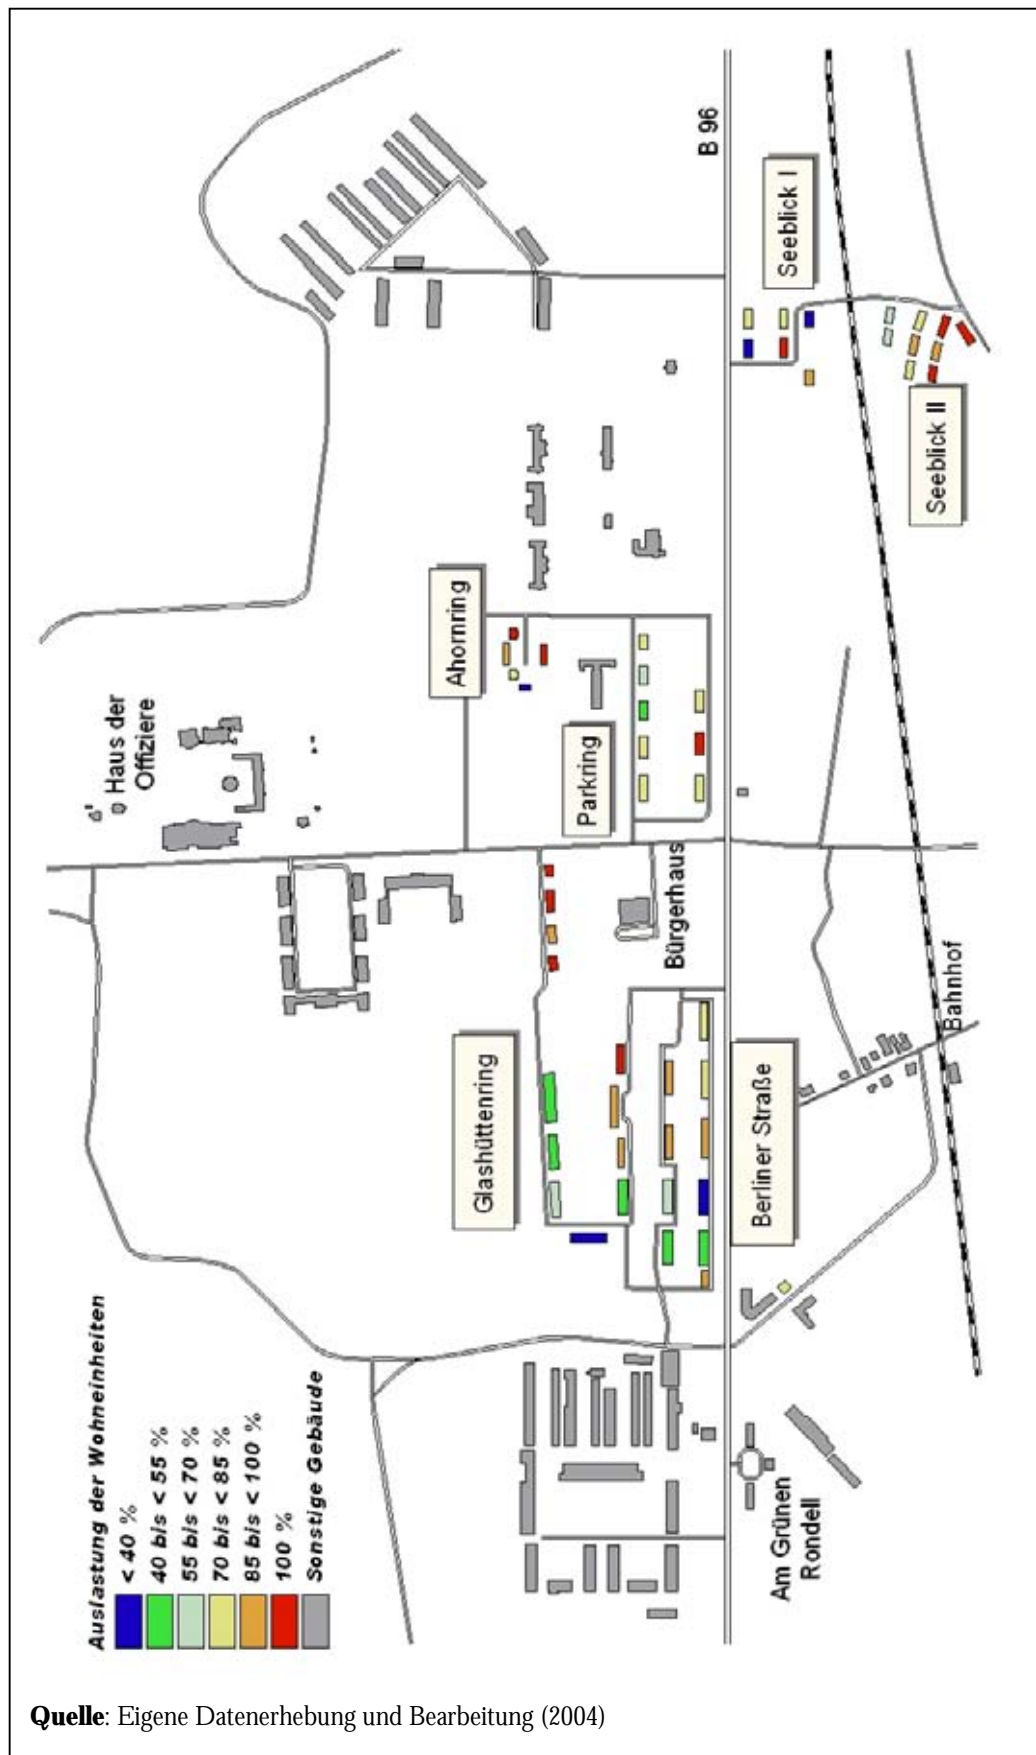 Auslastung der Wohneinheiten
< 40 %
40 bis < 55 %
55 bis < 70 %
70 bis < 85 %
85 bis < 100 %
100 %
Sonstige Gebäude
Haus der
Offiziere
Ahornring
Parkring
Glashüttenring
Bürgerhaus
B 96
Seeblick I
Seeblick II
Berliner Straße
Bahnhof
Am Grünen
Rondell
Quelle: Eigene Datenerhebung und Bearbeitung (2004)